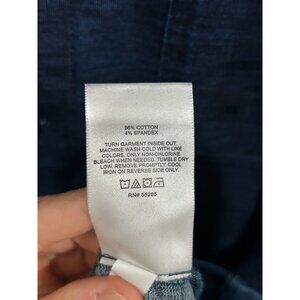 96% COTTON
4% SPANDEX
TURN GARMENT INSIDE OUT.
MACHINE WASH COLD WITH LIKE
COLORS. ONLY NON-CHLORINE
BLEACH WHEN NEEDED. TUMBLE DRY
LOW. REMOVE PROMPTLY. COOL
IRON ON REVERSE SIDE ONLY.
RN# 55285